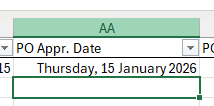 AA
PO Appr. Date PO
15 Thursday, 15 January 2026